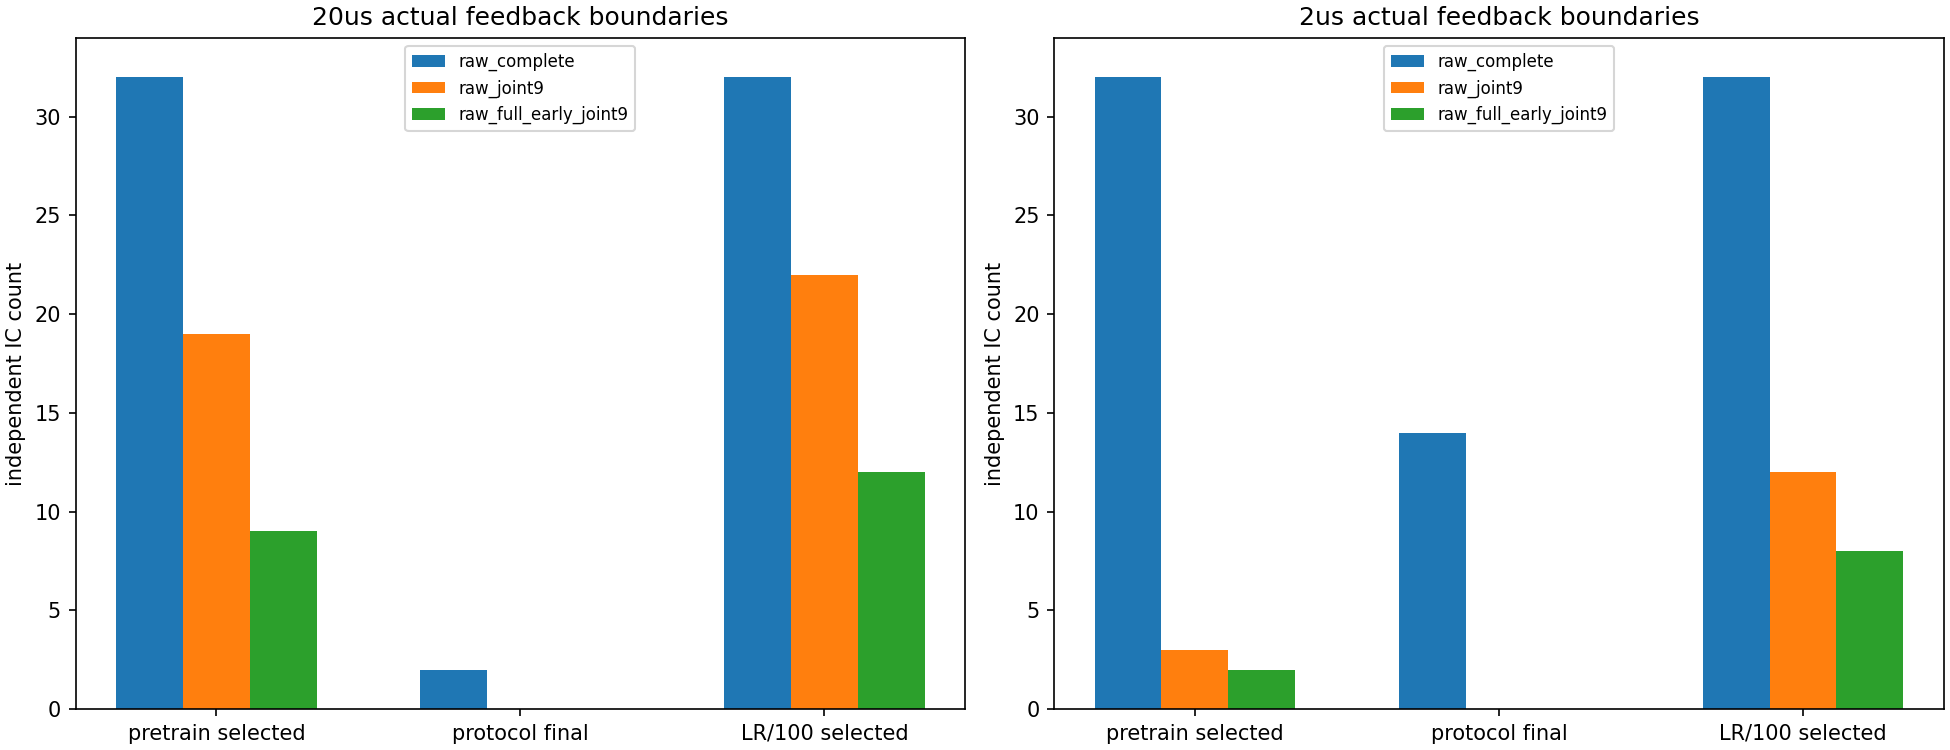 20us actual feedback boundaries
raw_complete
raw_joint9
raw_full_early_joint9
independent IC count
30
25
20
15
10
5
0
pretrain selected
protocol final
LR/100 selected
2us actual feedback boundaries
raw_complete
raw_joint9
raw_full_early_joint9
independent IC count
30
25
20
15
10
5
0
pretrain selected
protocol final
LR/100 selected